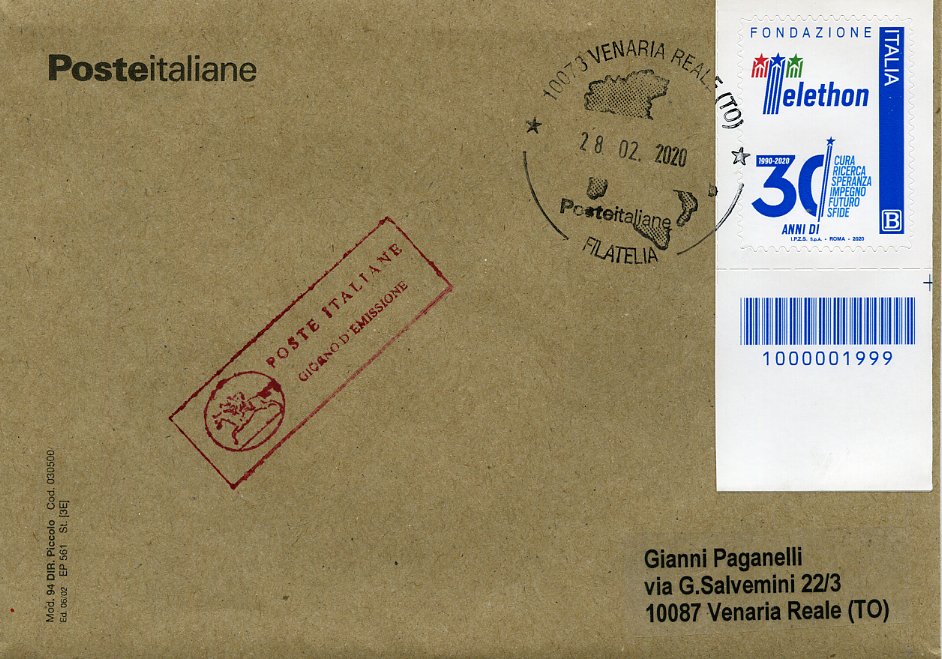 Posteitaliane
10073 VENARIA REALE (TO)
28 02. 2020
Posteitaliane
FILATELIA
FONDAZIONE
ITALIA
Telethon
1990-2020
30
CURA
RICERCA
SPERANZA
IMPEGNO
FUTURO
SFIDE
ANNI DI
B
I.P.Z.S. S.p.A. - ROMA - 2020
1000001999
POSTE ITALIANE
GIORNO D'EMISSIONE
Mod. 94 DIR. Piccolo Cod. 030500
Ed. 06.02 EP 561 St. [3E]
Gianni Paganelli
via G.Salvemini 22/3
10087 Venaria Reale (TO)